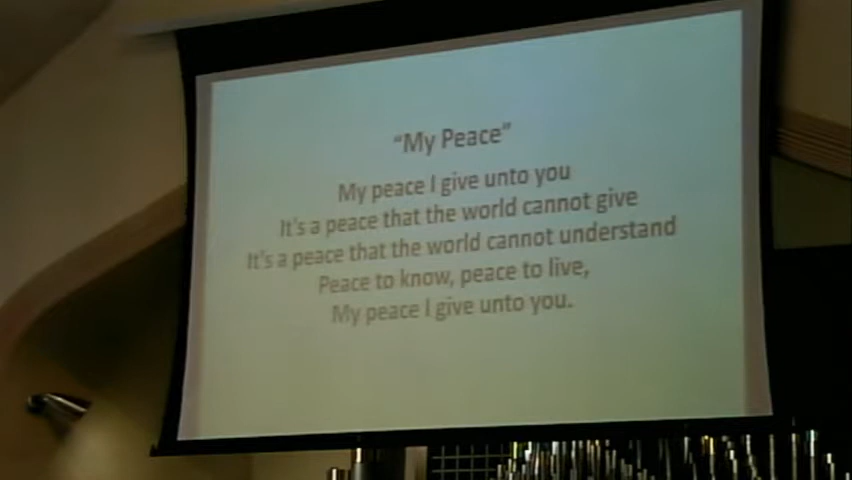 “My Peace”
My peace I give unto you
It's a peace that the world cannot give
It's a peace that the world cannot understand
Peace to know, peace to live,
My peace I give unto you.